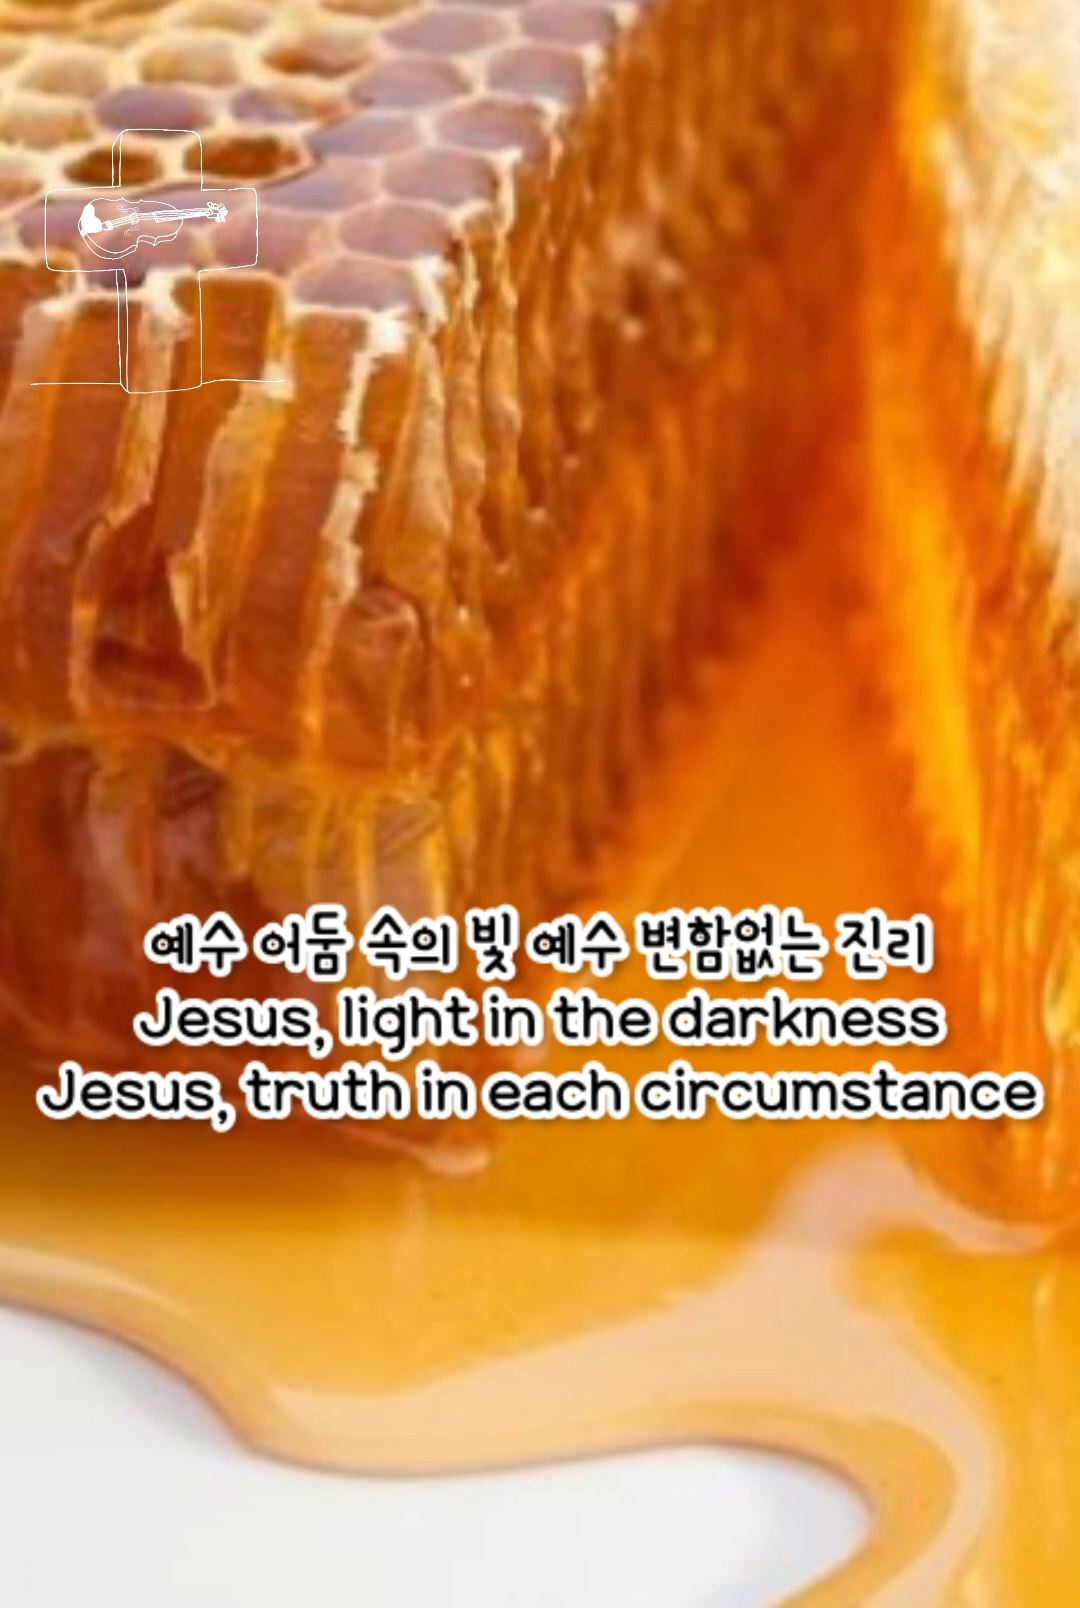 예수 어둠 속의 빛 예수 변함없는 진리
Jesus, light in the darkness
Jesus, truth in each circumstance